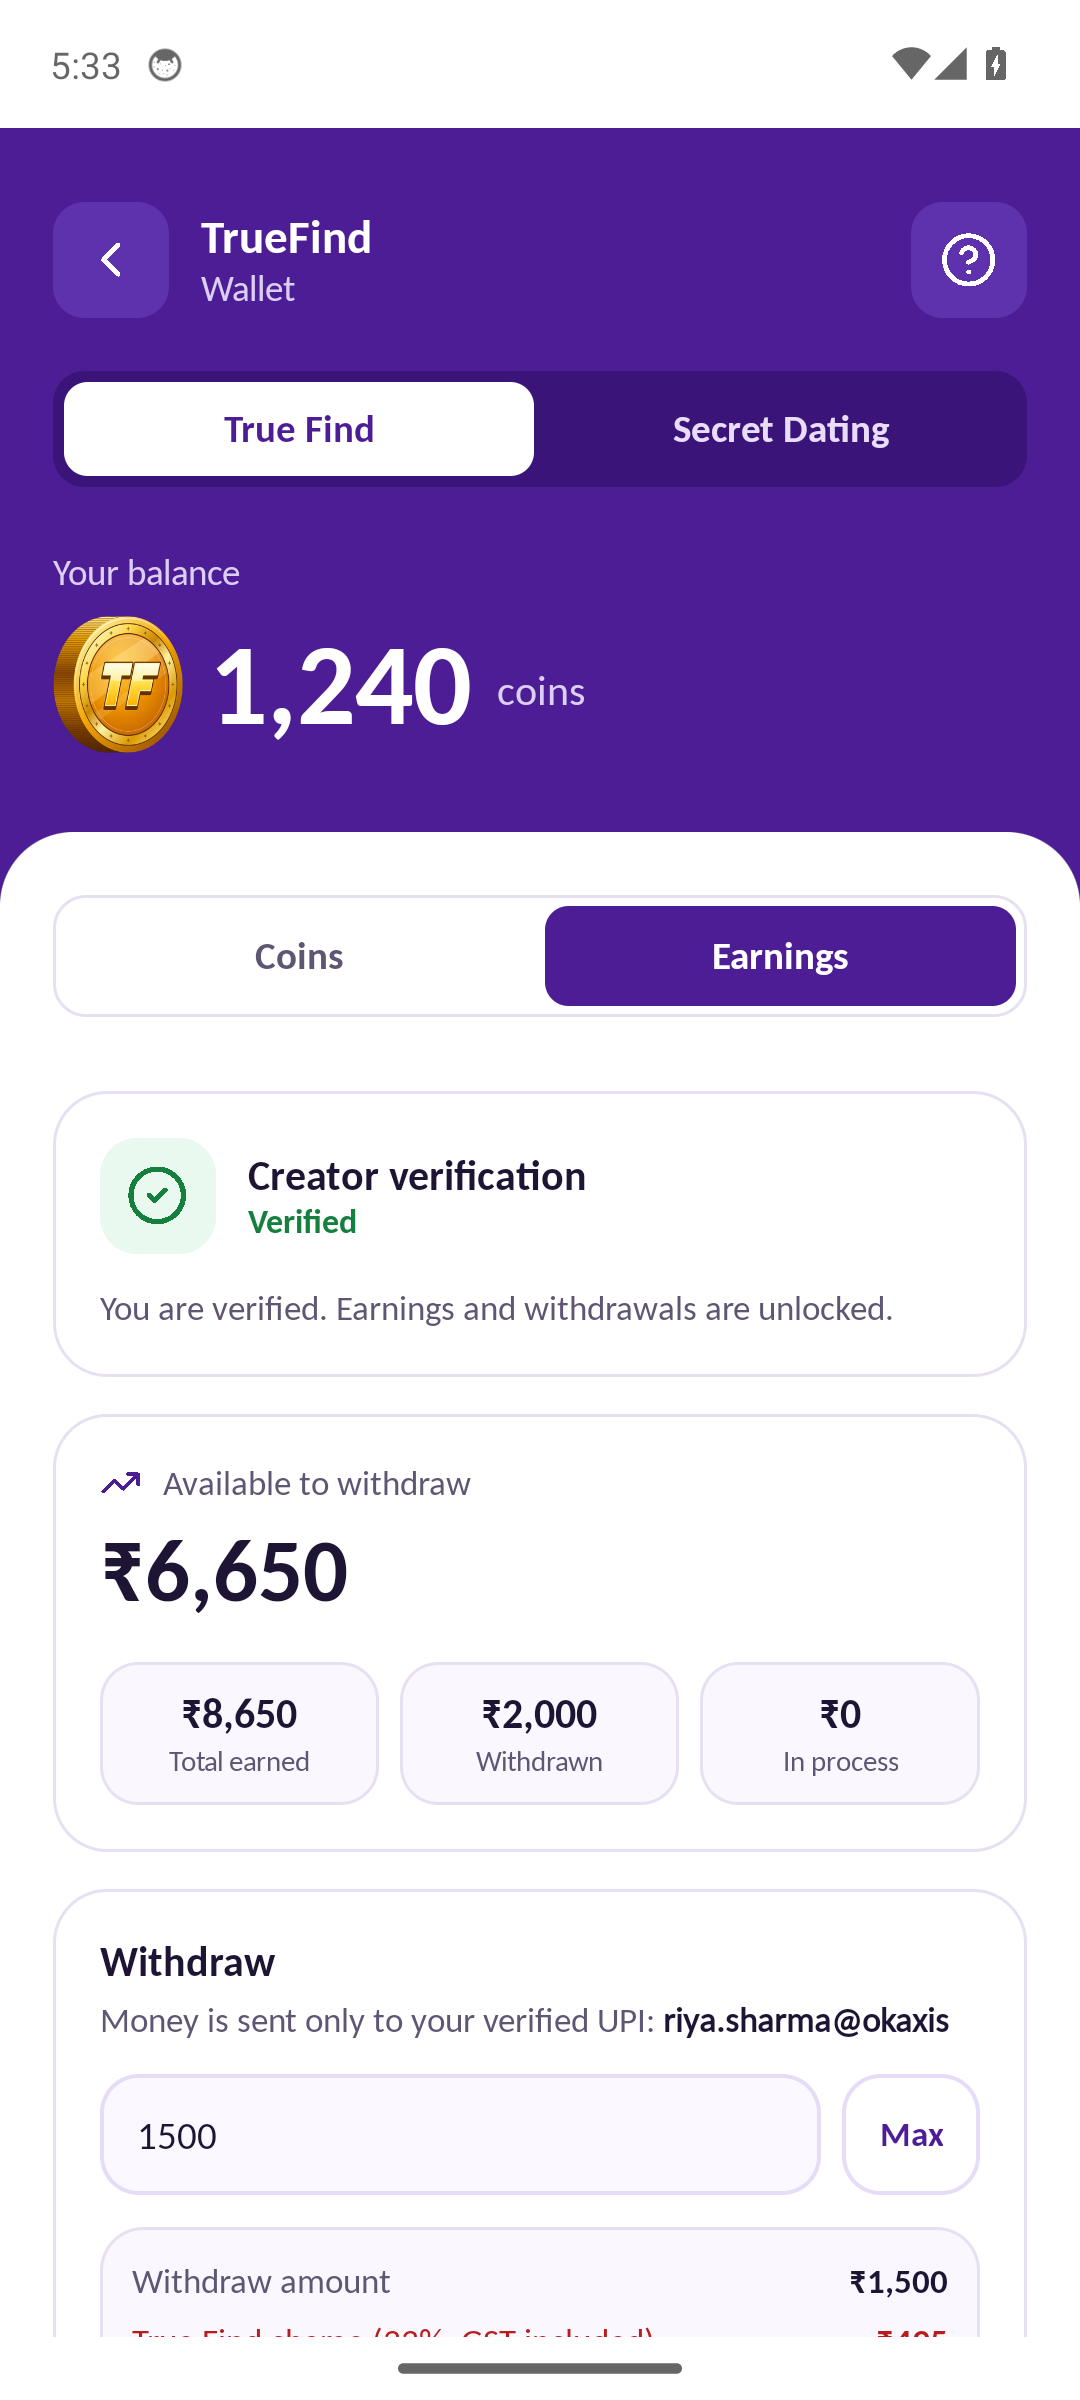 5:33
TrueFind
Wallet
True Find
Secret Dating
Your balance
TF
1,240 coins
Coins
Earnings
Creator verification
Verified
You are verified. Earnings and withdrawals are unlocked.
Available to withdraw
₹6,650
₹8,650
Total earned
₹2,000
Withdrawn
₹0
In process
Withdraw
Money is sent only to your verified UPI: riya.sharma@okaxis
1500
Max
Withdraw amount ₹1,500